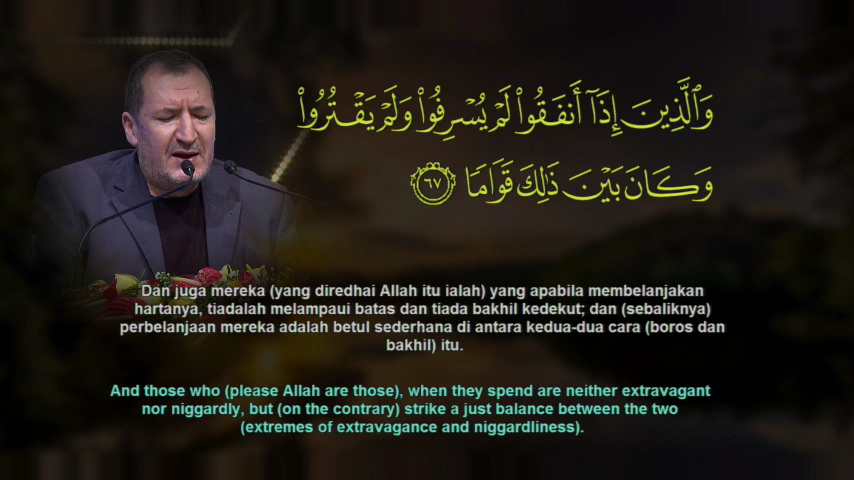 وَٱلَّذِينَ إِذَآ أَنفَقُوا۟ لَمْ يُسْرِفُوا۟ وَلَمْ يَقْتُرُوا۟
وَكَانَ بَيْنَ ذَٰلِكَ قَوَامًا ٦٧
Dan juga mereka (yang diredhai Allah itu ialah) yang apabila membelanjakan
hartanya, tiadalah melampaui batas dan tiada bakhil kedekut; dan (sebaliknya)
perbelanjaan mereka adalah betul sederhana di antara kedua-dua cara (boros dan
bakhil) itu.
And those who (please Allah are those), when they spend are neither extravagant
nor niggardly, but (on the contrary) strike a just balance between the two
(extremes of extravagance and niggardliness).